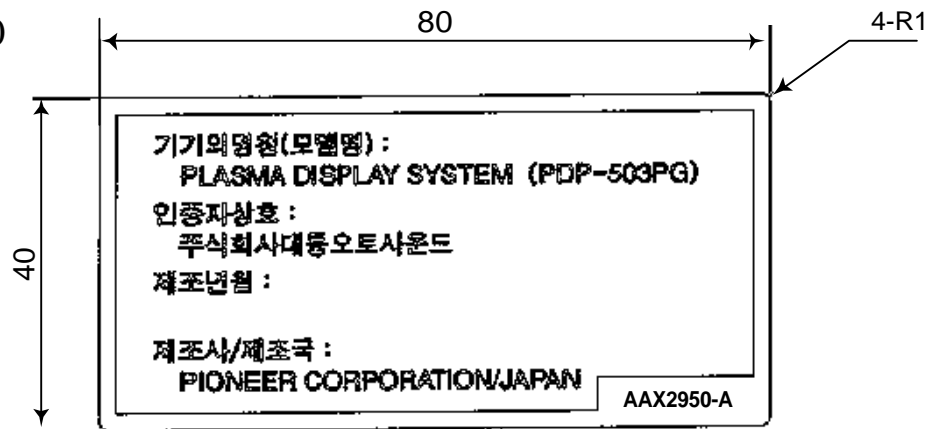 80
4-R1
40
기기의명칭(모델명) :
PLASMA DISPLAY SYSTEM (PDP-503PG)
인증자상호 :
주식회사대륭오토사운드
제조년월 :
제조사/제조국 :
PIONEER CORPORATION/JAPAN
AAX2950-A